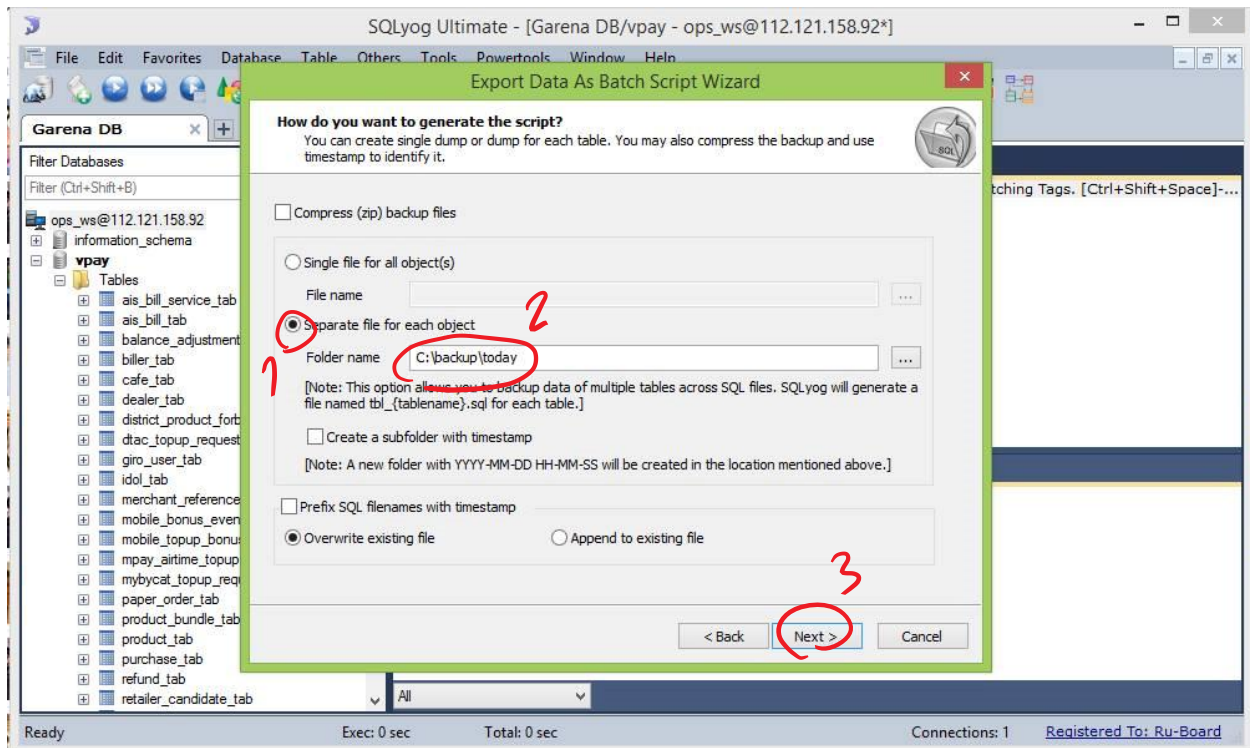 SQLyog Ultimate - [Garena DB/vpay - ops_ws@112.121.158.92*]
File Edit Favorites Database Table Others Tools Powertools Window Help
Export Data As Batch Script Wizard
Garena DB
How do you want to generate the script?
You can create single dump or dump for each table. You may also compress the backup and use
timestamp to identify it.
SQL
Filter Databases
Filter (Ctrl+Shift+B)
tching Tags. [Ctrl+Shift+Space]-...
ops_ws@112.121.158.92
information_schema
vpay
Tables
ais_bill_service_tab
ais_bill_tab
balance_adjustment
biller_tab
cafe_tab
dealer_tab
district_product_forb
dtac_topup_request
giro_user_tab
idol_tab
merchant_reference
mobile_bonus_even
mobile_topup_bonu
mpay_airtime_topup
mybycat_topup_req
paper_order_tab
product_bundle_tab
product_tab
purchase_tab
refund_tab
retailer_candidate_tab
Compress (zip) backup files
Single file for all object(s)
File name
...
1
Separate file for each object
2
Folder name C:\backup\today ...
[Note: This option allows you to backup data of multiple tables across SQL files. SQLyog will generate a
file named tbl_{tablename}.sql for each table.]
Create a subfolder with timestamp
[Note: A new folder with YYYY-MM-DD HH-MM-SS will be created in the location mentioned above.]
Prefix SQL filenames with timestamp
Overwrite existing file Append to existing file
3
< Back Next > Cancel
All
Ready Exec: 0 sec Total: 0 sec Connections: 1 Registered To: Ru-Board